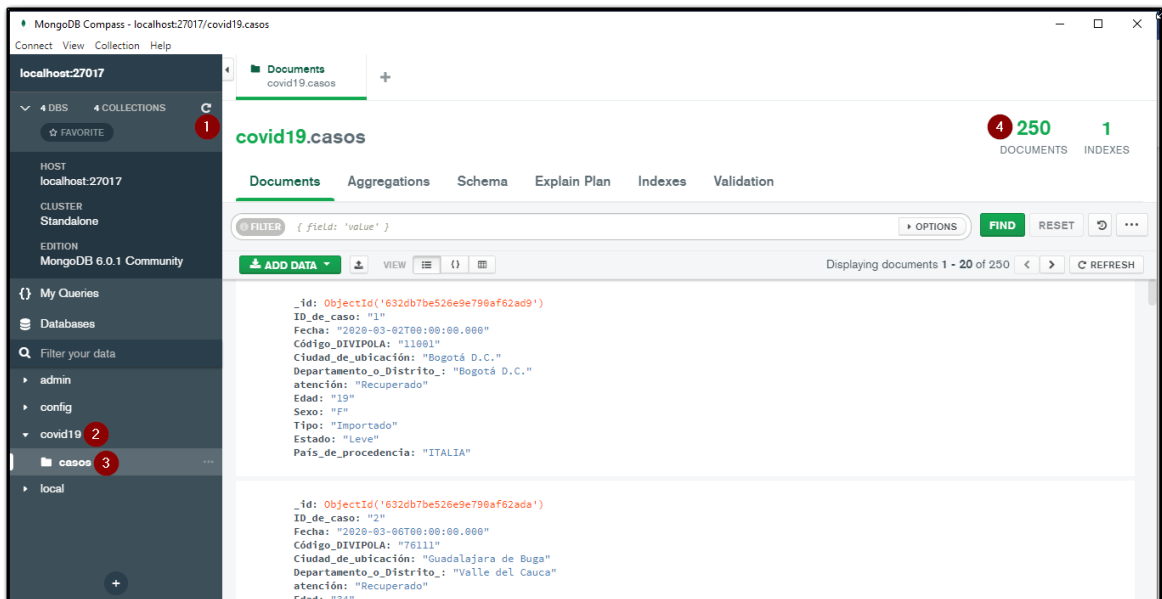 MongoDB Compass - localhost:27017/covid19.casos
Connect View Collection Help
localhost:27017
4 DBS 4 COLLECTIONS
1
FAVORITE
HOST
localhost:27017
CLUSTER
Standalone
EDITION
MongoDB 6.0.1 Community
{} My Queries
Databases
Filter your data
admin
config
covid19 2
casos 3
local
+
Documents
covid19.casos
+
covid19.casos
4 250
DOCUMENTS
1
INDEXES
Documents Aggregations Schema Explain Plan Indexes Validation
FILTER { field: 'value' } OPTIONS FIND RESET ...
ADD DATA VIEW {} Displaying documents 1 - 20 of 250 < > REFRESH
_id: ObjectId('632db7be526e9e790af62ad9')
ID_de_caso: "1"
Fecha: "2020-03-02T00:00:00.000"
Código_DIVIPOLA: "11001"
Ciudad_de_ubicación: "Bogotá D.C."
Departamento_o_Distrito_: "Bogotá D.C."
atención: "Recuperado"
Edad: "19"
Sexo: "F"
Tipo: "Importado"
Estado: "Leve"
País_de_procedencia: "ITALIA"
_id: ObjectId('632db7be526e9e790af62ada')
ID_de_caso: "2"
Fecha: "2020-03-06T00:00:00.000"
Código_DIVIPOLA: "76111"
Ciudad_de_ubicación: "Guadalajara de Buga"
Departamento_o_Distrito_: "Valle del Cauca"
atención: "Recuperado"
Edad: "34"